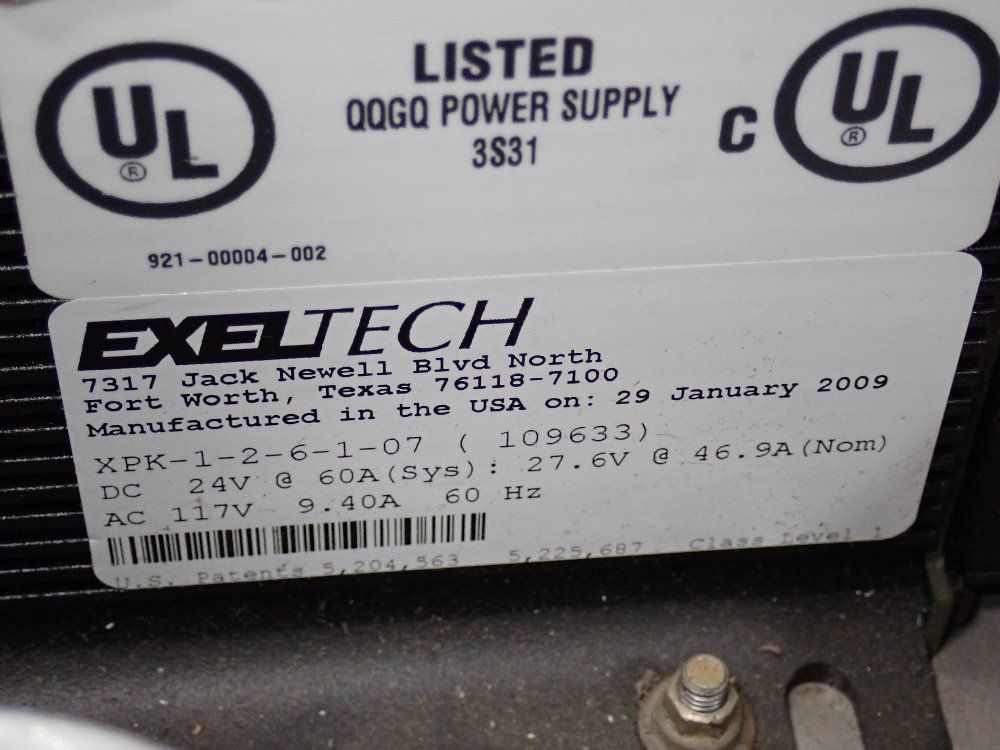 UL®
LISTED
QQGQ POWER SUPPLY
3S31
C UL®
921-00004-002
EXELTECH
7317 Jack Newell Blvd North
Fort Worth, Texas 76118-7100
Manufactured in the USA on: 29 January 2009
XPK-1-2-6-1-07 ( 109633)
DC 24V @ 60A(Sys): 27.6V @ 46.9A(Nom)
AC 117V 9.40A 60 Hz
U.S. Patents 5,204,563 5,225,687 Class Level 1